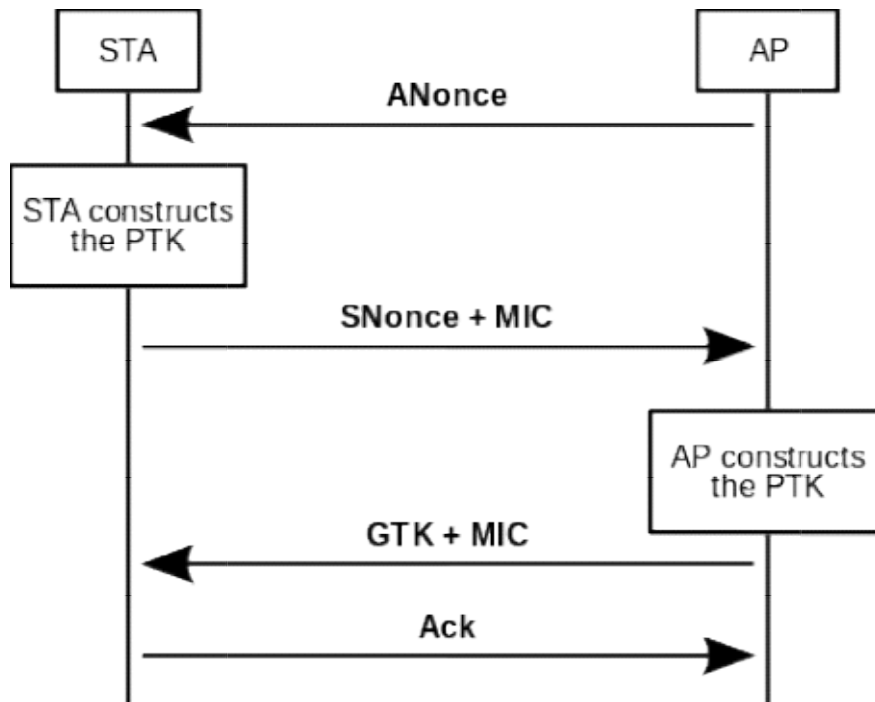 STA
AP
ANonce
STA constructs
the PTK
SNonce + MIC
AP constructs
the PTK
GTK + MIC
Ack